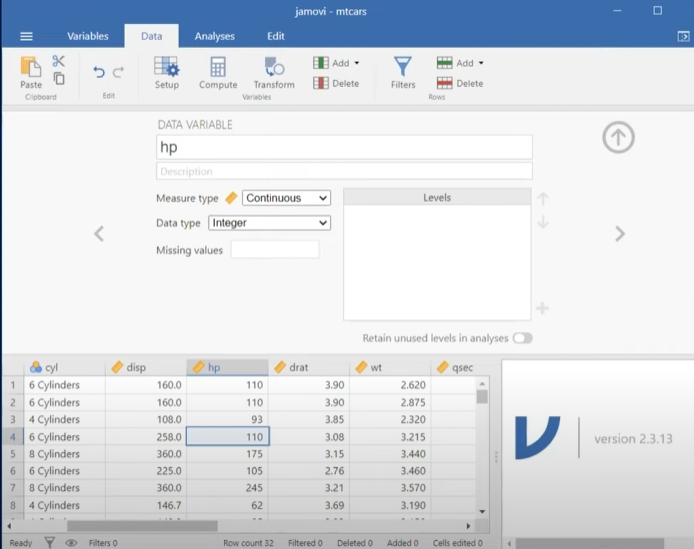 jamovi - mtcars
Variables Data Analyses Edit
Paste Setup Compute Transform Add Delete Filters Add Delete
Clipboard Edit Variables Rows
DATA VARIABLE
hp
Description
Measure type Continuous
Data type Integer
Missing values
Levels
Retain unused levels in analyses
cyl disp hp drat wt qsec
1 6 Cylinders 160.0 110 3.90 2.620
2 6 Cylinders 160.0 110 3.90 2.875
3 4 Cylinders 108.0 93 3.85 2.320
4 6 Cylinders 258.0 110 3.08 3.215
5 8 Cylinders 360.0 175 3.15 3.440
6 6 Cylinders 225.0 105 2.76 3.460
7 8 Cylinders 360.0 245 3.21 3.570
8 4 Cylinders 146.7 62 3.69 3.190
version 2.3.13
Ready Filters 0 Row count 32 Filtered 0 Deleted 0 Added 0 Cells edited 0